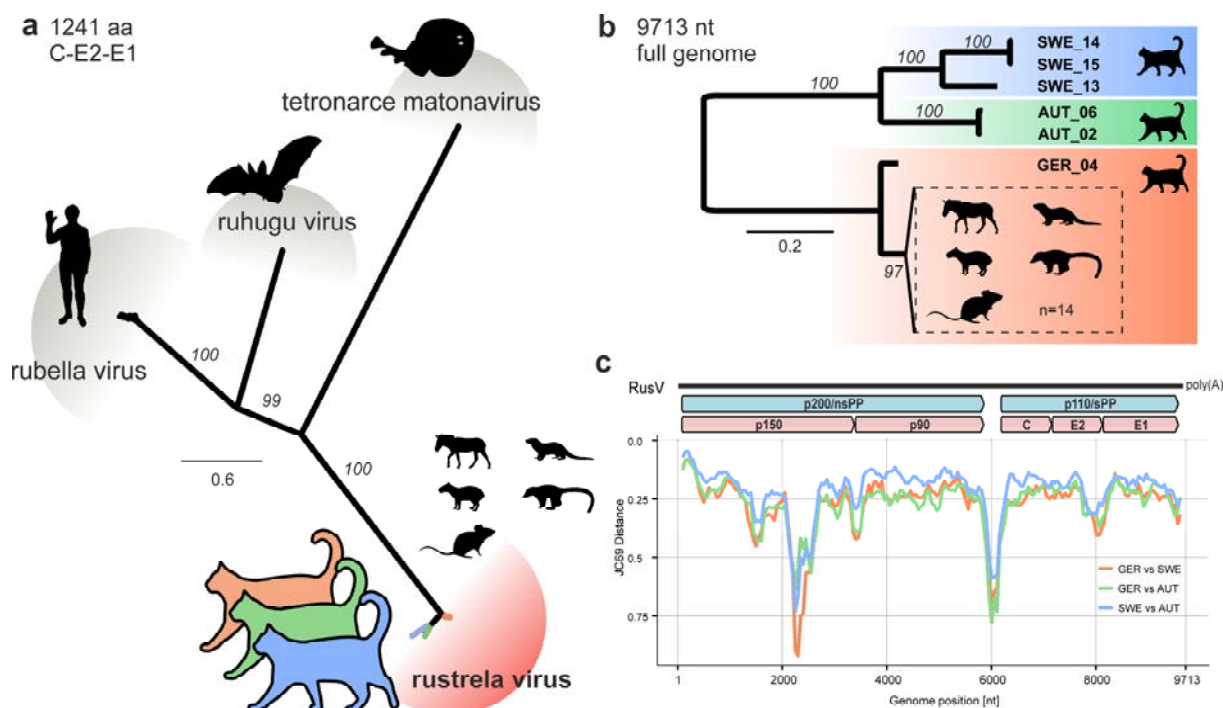 a 1241 aa
C-E2-E1
tetronarce matonavirus
ruhugu virus
rubella virus
100
99
100
0.6
rustrela virus
b 9713 nt
full genome
100
100
100
100
SWE_14
SWE_15
SWE_13
AUT_06
AUT_02
GER_04
0.2
97
n=14
c
RusV
poly(A)
p200/nsPP
p110/sPP
p150
p90
C
E2
E1
0.0
0.25
0.5
0.75
JC69 Distance
GER vs SWE
GER vs AUT
SWE vs AUT
1
2000
4000
6000
8000
9713
Genome position [nt]